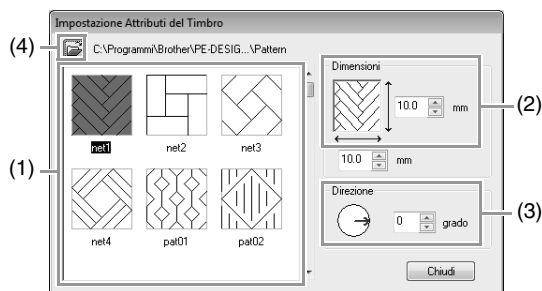 Impostazione Attributi del Timbro
(4)
C:\Programmi\Brother\PE-DESIG...\Pattern
Dimensioni
10.0 mm
(2)
(1)
net1 net2 net3
10.0 mm
Direzione
0 grado
(3)
net4 pat01 pat02
Chiudi